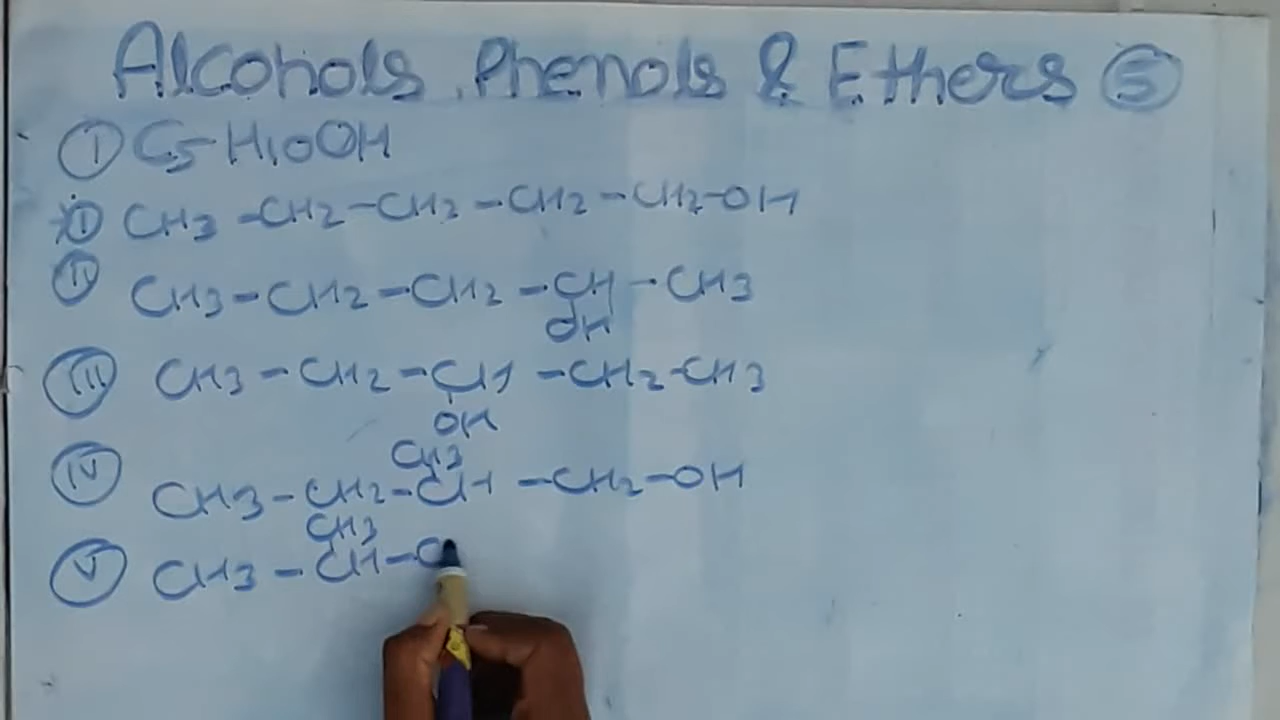 Alcohols, Phenols & Ethers 5
I C5H10OH
I CH3 -CH2 -CH2 -CH2 -CH2-OH
II CH3 -CH2 -CH2 -CH -CH3
OH
III CH3 -CH2 -CH -CH2 -CH3
OH
CH3
IV CH3 -CH2 -CH -CH2 -OH
CH3
V CH3 -CH -C